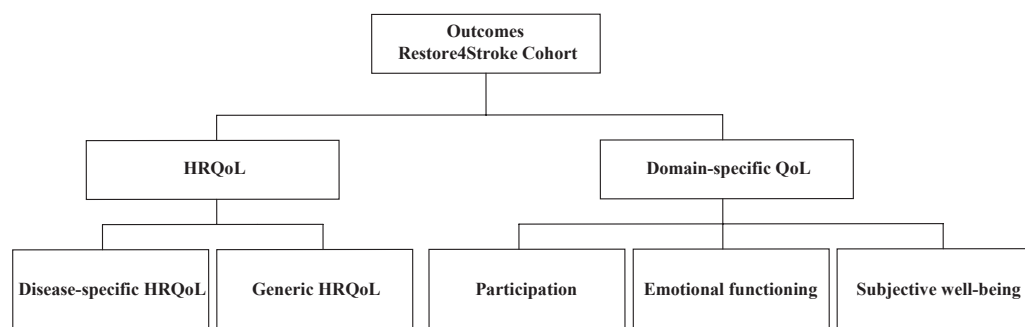 Outcomes
Restore4Stroke Cohort
HRQoL
Domain-specific QoL
Disease-specific HRQoL
Generic HRQoL
Participation
Emotional functioning
Subjective well-being